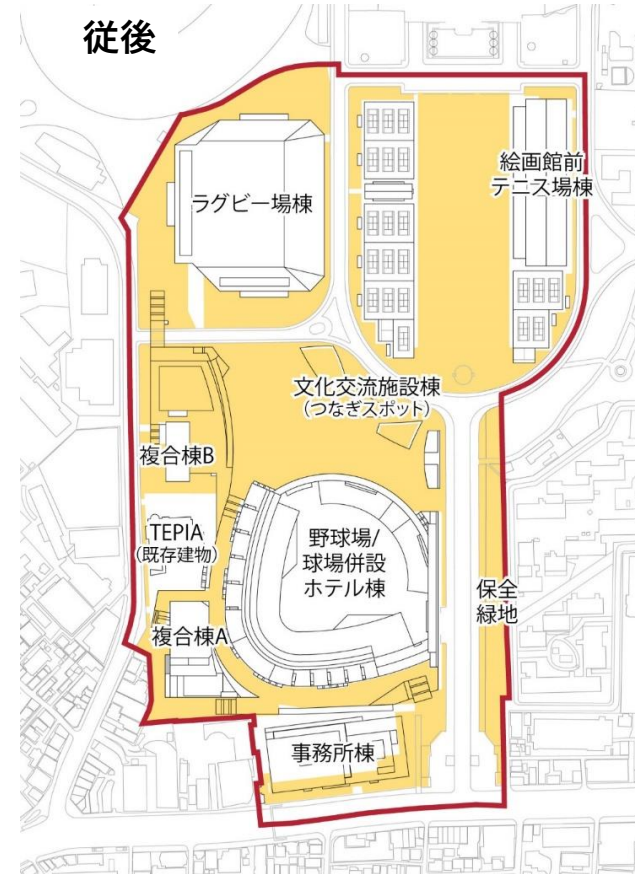 従後
ラグビー場棟
絵画館前
テニス場棟
文化交流施設棟
(つなぎスポット)
複合棟B
TEPIA
(既存建物)
野球場/
球場併設
ホテル棟
保全
緑地
複合棟A
事務所棟